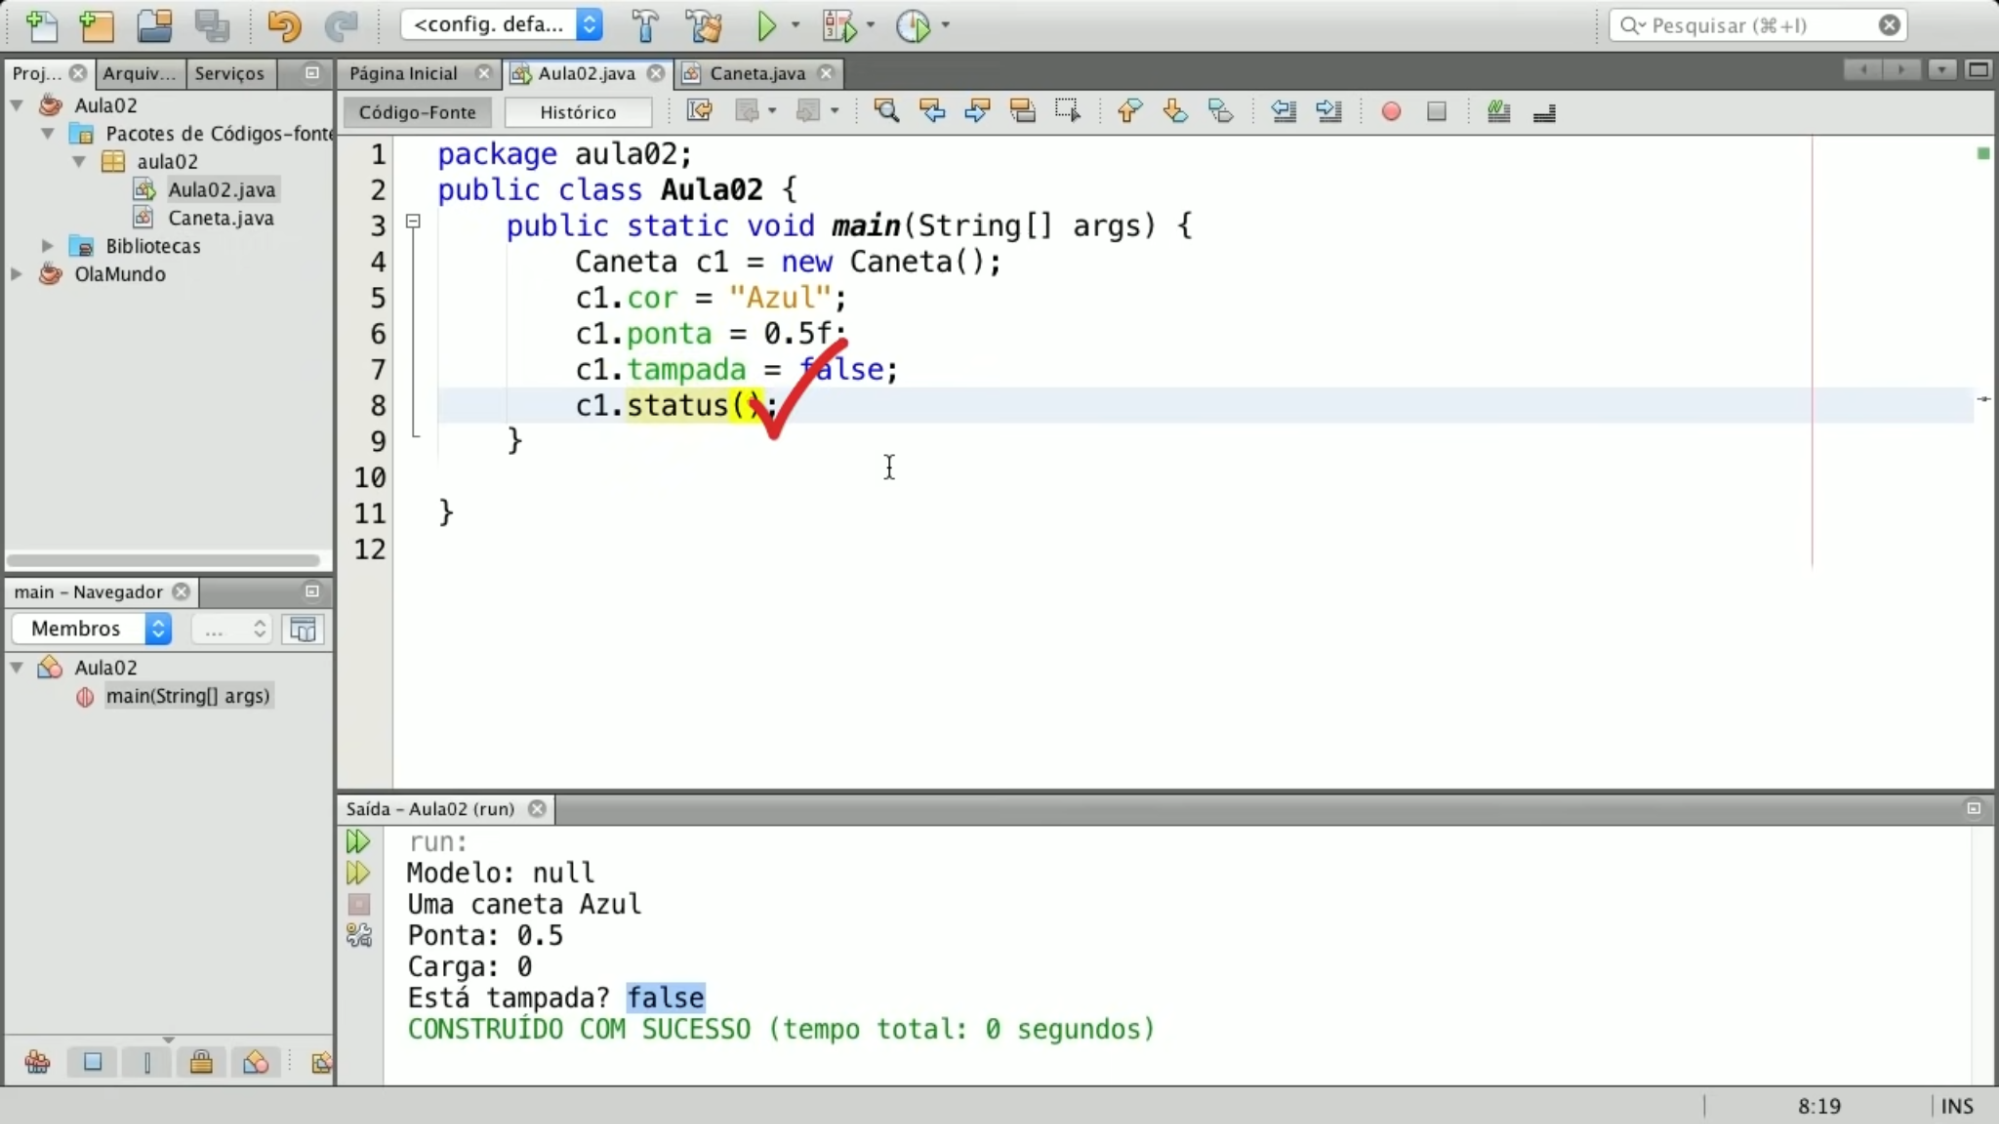 <config. defa...
Pesquisar (⌘+I)
Proj...
Arquiv...
Serviços
Página Inicial
Aula02.java
Caneta.java
Código-Fonte
Histórico
Aula02
Pacotes de Códigos-fonte
aula02
Aula02.java
Caneta.java
Bibliotecas
OlaMundo
1 package aula02;
2 public class Aula02 {
3 public static void main(String[] args) {
4 Caneta c1 = new Caneta();
5 c1.cor = "Azul";
6 c1.ponta = 0.5f;
7 c1.tampada = false;
8 c1.status();
9 }
10
11 }
12
main – Navegador
Membros
...
Aula02
main(String[] args)
Saída – Aula02 (run)
run:
Modelo: null
Uma caneta Azul
Ponta: 0.5
Carga: 0
Está tampada? false
CONSTRUÍDO COM SUCESSO (tempo total: 0 segundos)
8:19
INS